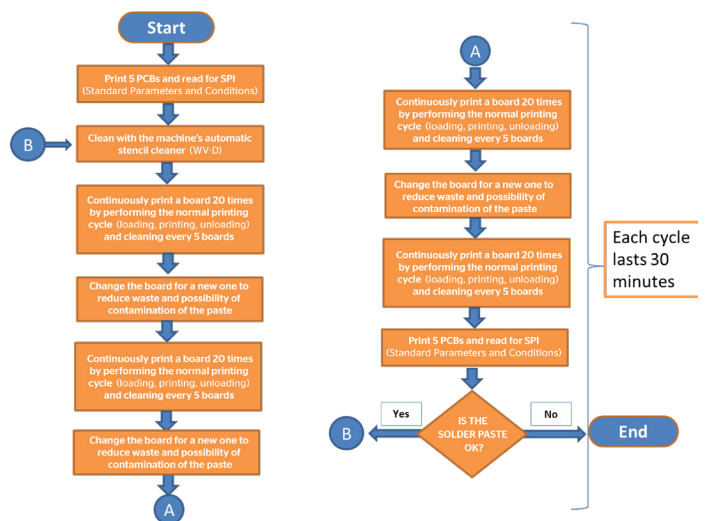 Start
Print 5 PCBs and read for SPI
(Standard Parameters and Conditions)
B
Clean with the machine's automatic
stencil cleaner (WV-D)
Continuously print a board 20 times
by performing the normal printing
cycle (loading, printing, unloading)
and cleaning every 5 boards
Change the board for a new one to
reduce waste and possibility of
contamination of the paste
Continuously print a board 20 times
by performing the normal printing
cycle (loading, printing, unloading)
and cleaning every 5 boards
Change the board for a new one to
reduce waste and possibility of
contamination of the paste
A
A
Continuously print a board 20 times
by performing the normal printing
cycle (loading, printing, unloading)
and cleaning every 5 boards
Change the board for a new one to
reduce waste and possibility of
contamination of the paste
Continuously print a board 20 times
by performing the normal printing
cycle (loading, printing, unloading)
and cleaning every 5 boards
Print 5 PCBs and read for SPI
(Standard Parameters and Conditions)
IS THE
SOLDER PASTE
OK?
Yes
B
No
End
Each cycle
lasts 30
minutes